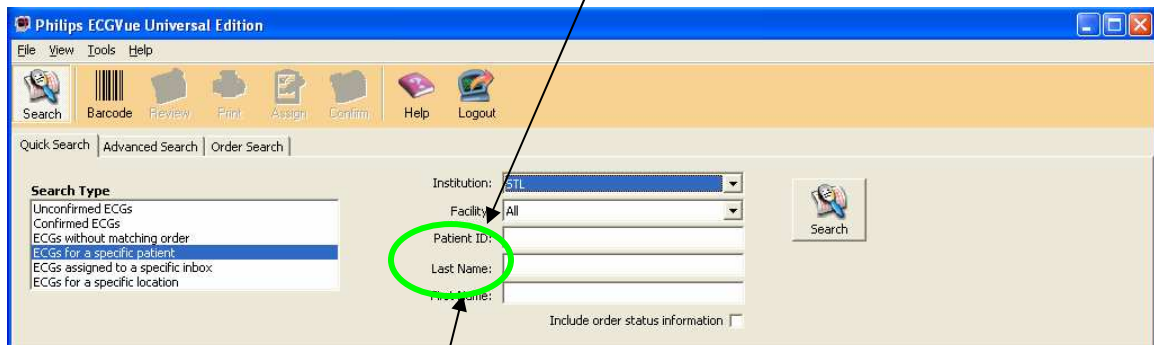 Philips ECGVue Universal Edition
File View Tools Help
Search Barcode Review Print Assign Confirm Help Logout
Quick Search Advanced Search Order Search
Search Type
Unconfirmed ECGs
Confirmed ECGs
ECGs without matching order
ECGs for a specific patient
ECGs assigned to a specific inbox
ECGs for a specific location
Institution: STL
Facility: All
Patient ID:
Last Name:
First Name:
Include order status information
Search